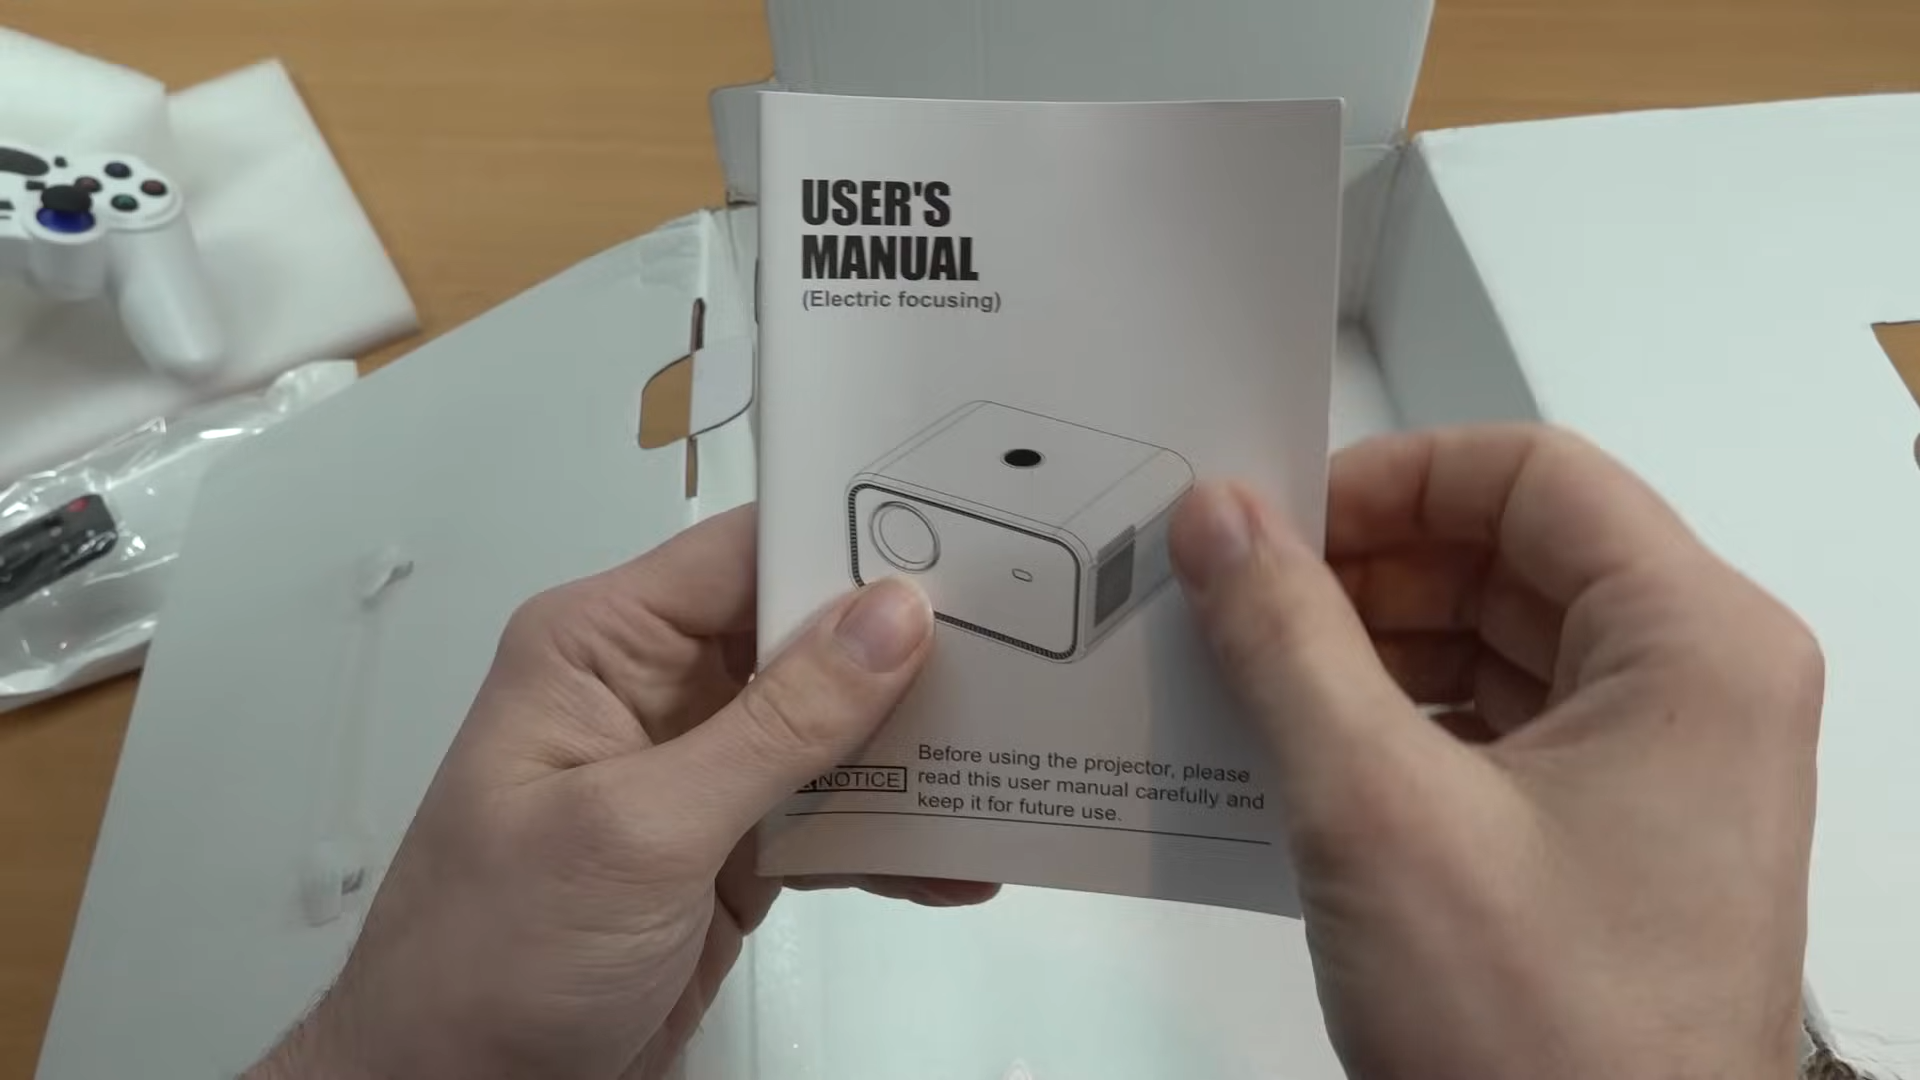 USER'S
MANUAL
(Electric focusing)
NOTICE
Before using the projector, please
read this user manual carefully and
keep it for future use.